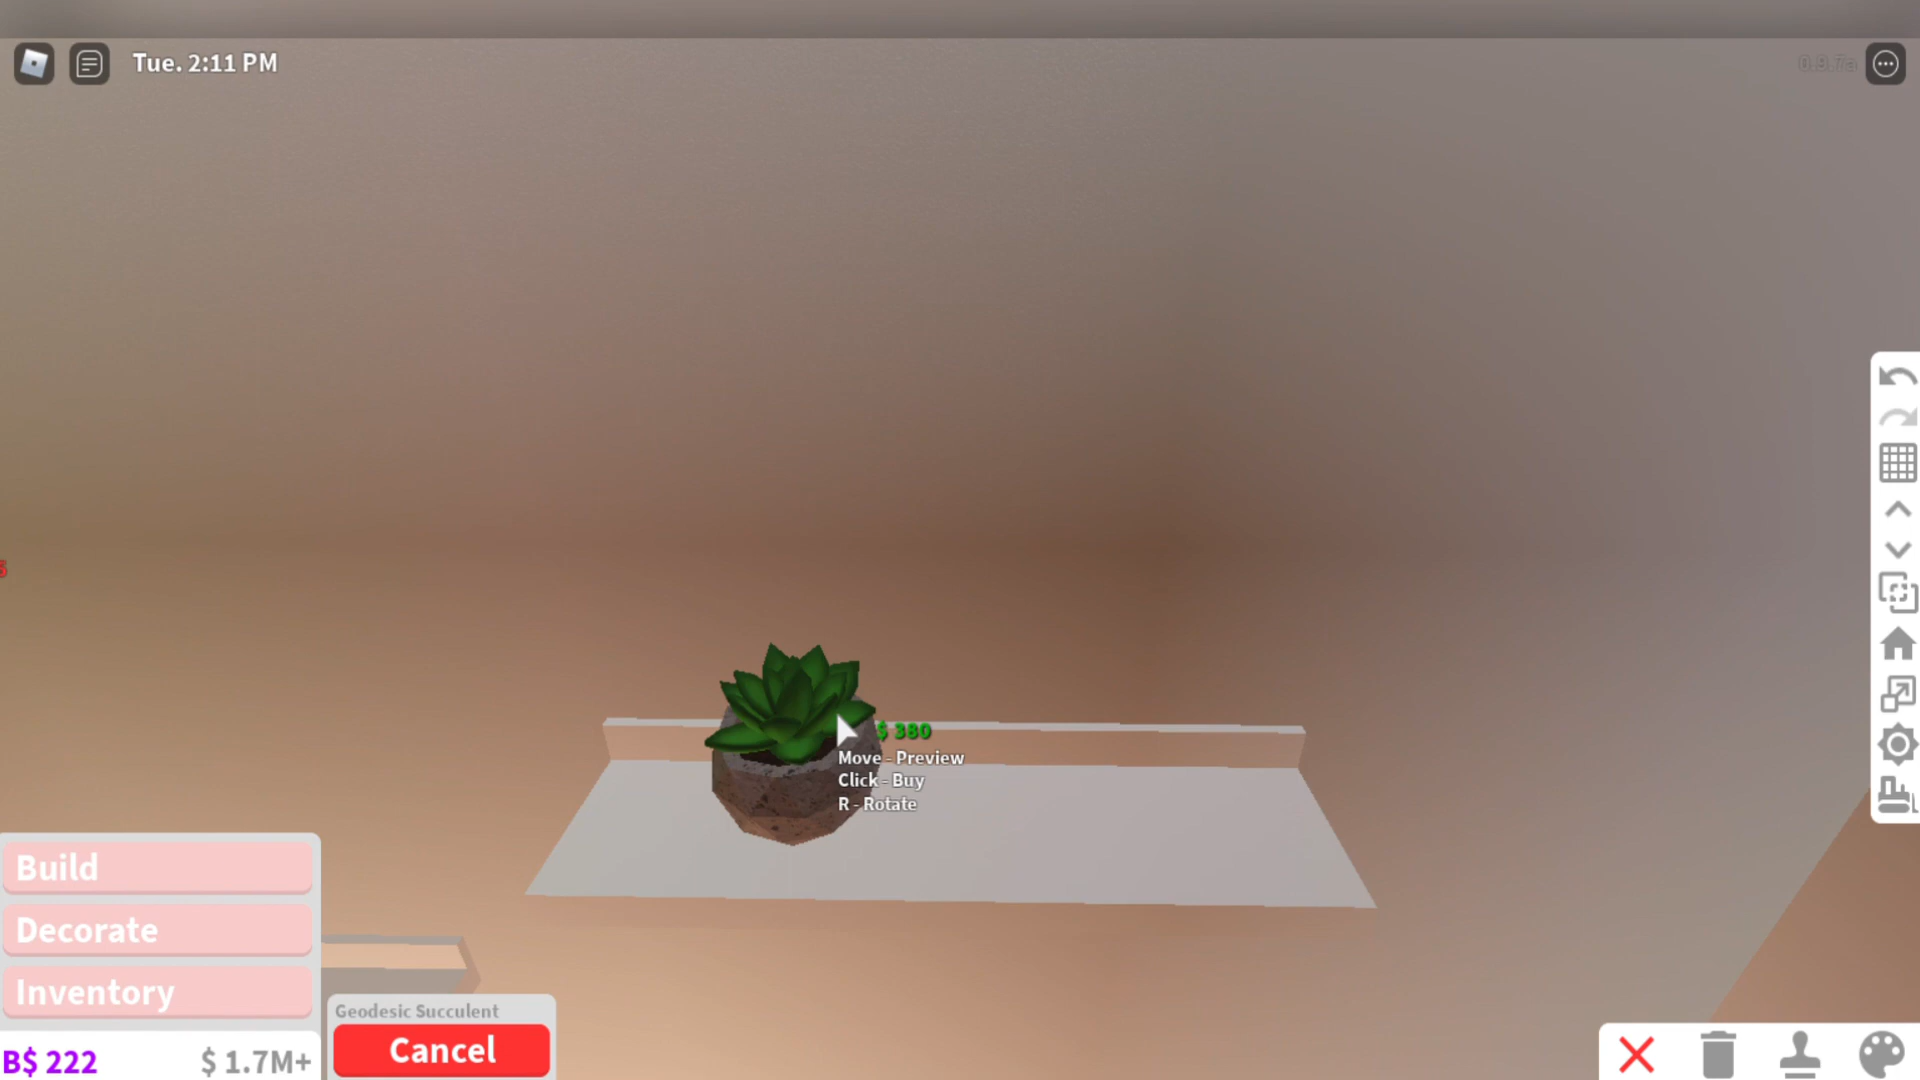 Tue. 2:11 PM
$ 380
Move - Preview
Click - Buy
R - Rotate
Build
Decorate
Inventory
Geodesic Succulent
Cancel
B$ 222
$ 1.7M+